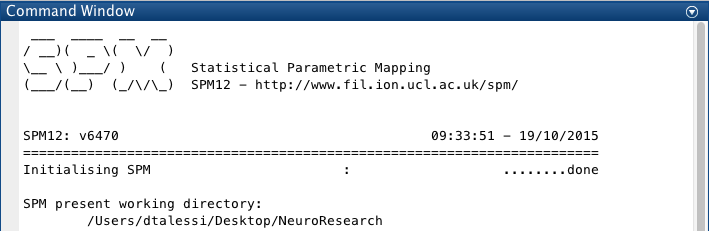 Command Window
 ___  ____  __  __
/ __)(  _ \(  \/  )
\__ \ )___/ )    (   Statistical Parametric Mapping
(___/(__)  (_/\/\_)  SPM12 - http://www.fil.ion.ucl.ac.uk/spm/
SPM12: v6470                                       09:33:51 - 19/10/2015
========================================================================
Initialising SPM                        :                   ........done
SPM present working directory:
        /Users/dtalessi/Desktop/NeuroResearch